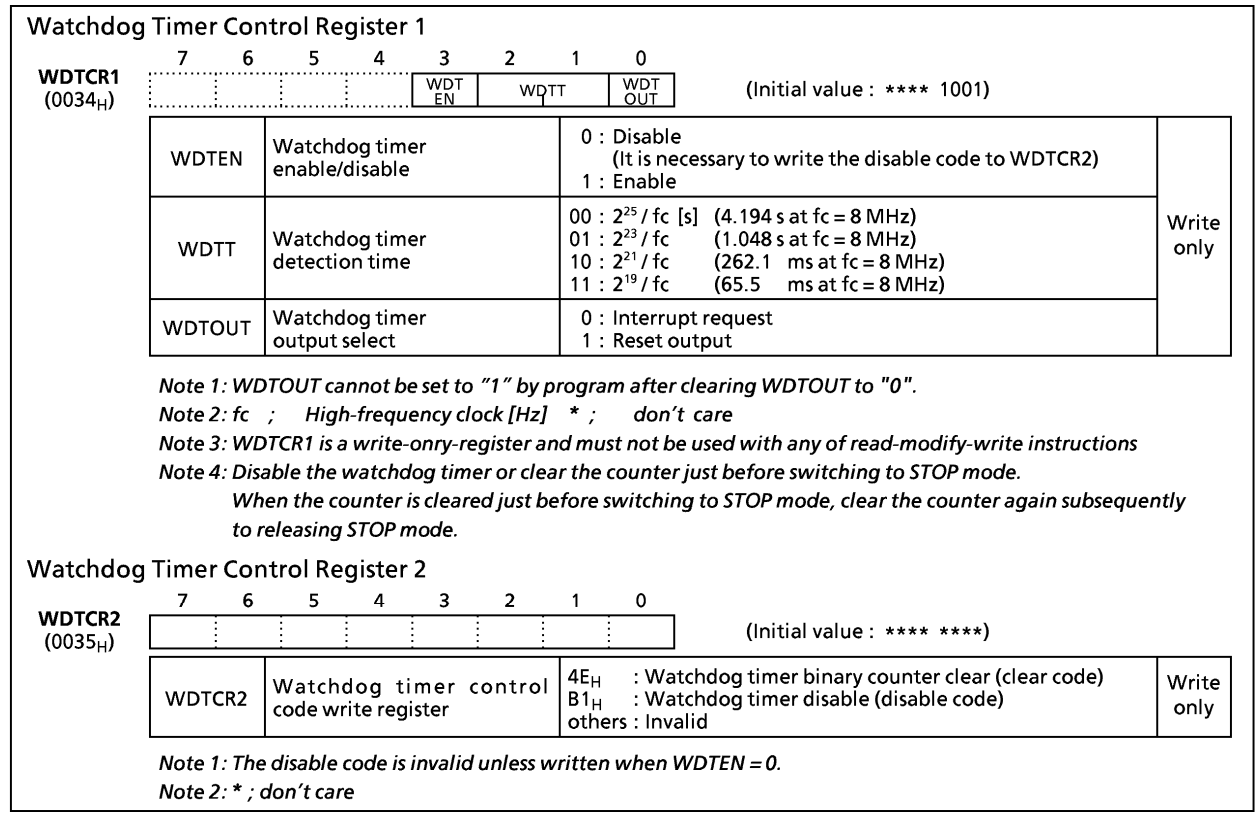 Watchdog Timer Control Register 1
7 6 5 4 3 2 1 0
WDTCR1
(0034H)
WDT EN WDTT WDT OUT
(Initial value : **** 1001)
WDTEN
Watchdog timer
enable/disable
0 : Disable
(It is necessary to write the disable code to WDTCR2)
1 : Enable
WDTT
Watchdog timer
detection time
00 : 2²⁵ / fc [s] (4.194 s at fc = 8 MHz)
01 : 2²³ / fc (1.048 s at fc = 8 MHz)
10 : 2²¹ / fc (262.1 ms at fc = 8 MHz)
11 : 2¹⁹ / fc (65.5 ms at fc = 8 MHz)
WDTOUT
Watchdog timer
output select
0 : Interrupt request
1 : Reset output
Write
only
Note 1: WDTOUT cannot be set to "1" by program after clearing WDTOUT to "0".
Note 2: fc ; High-frequency clock [Hz] * ; don't care
Note 3: WDTCR1 is a write-onry-register and must not be used with any of read-modify-write instructions
Note 4: Disable the watchdog timer or clear the counter just before switching to STOP mode.
When the counter is cleared just before switching to STOP mode, clear the counter again subsequently
to releasing STOP mode.
Watchdog Timer Control Register 2
7 6 5 4 3 2 1 0
WDTCR2
(0035H)
(Initial value : **** ****)
WDTCR2
Watchdog timer control
code write register
4EH : Watchdog timer binary counter clear (clear code)
B1H : Watchdog timer disable (disable code)
others : Invalid
Write
only
Note 1: The disable code is invalid unless written when WDTEN = 0.
Note 2: * ; don't care